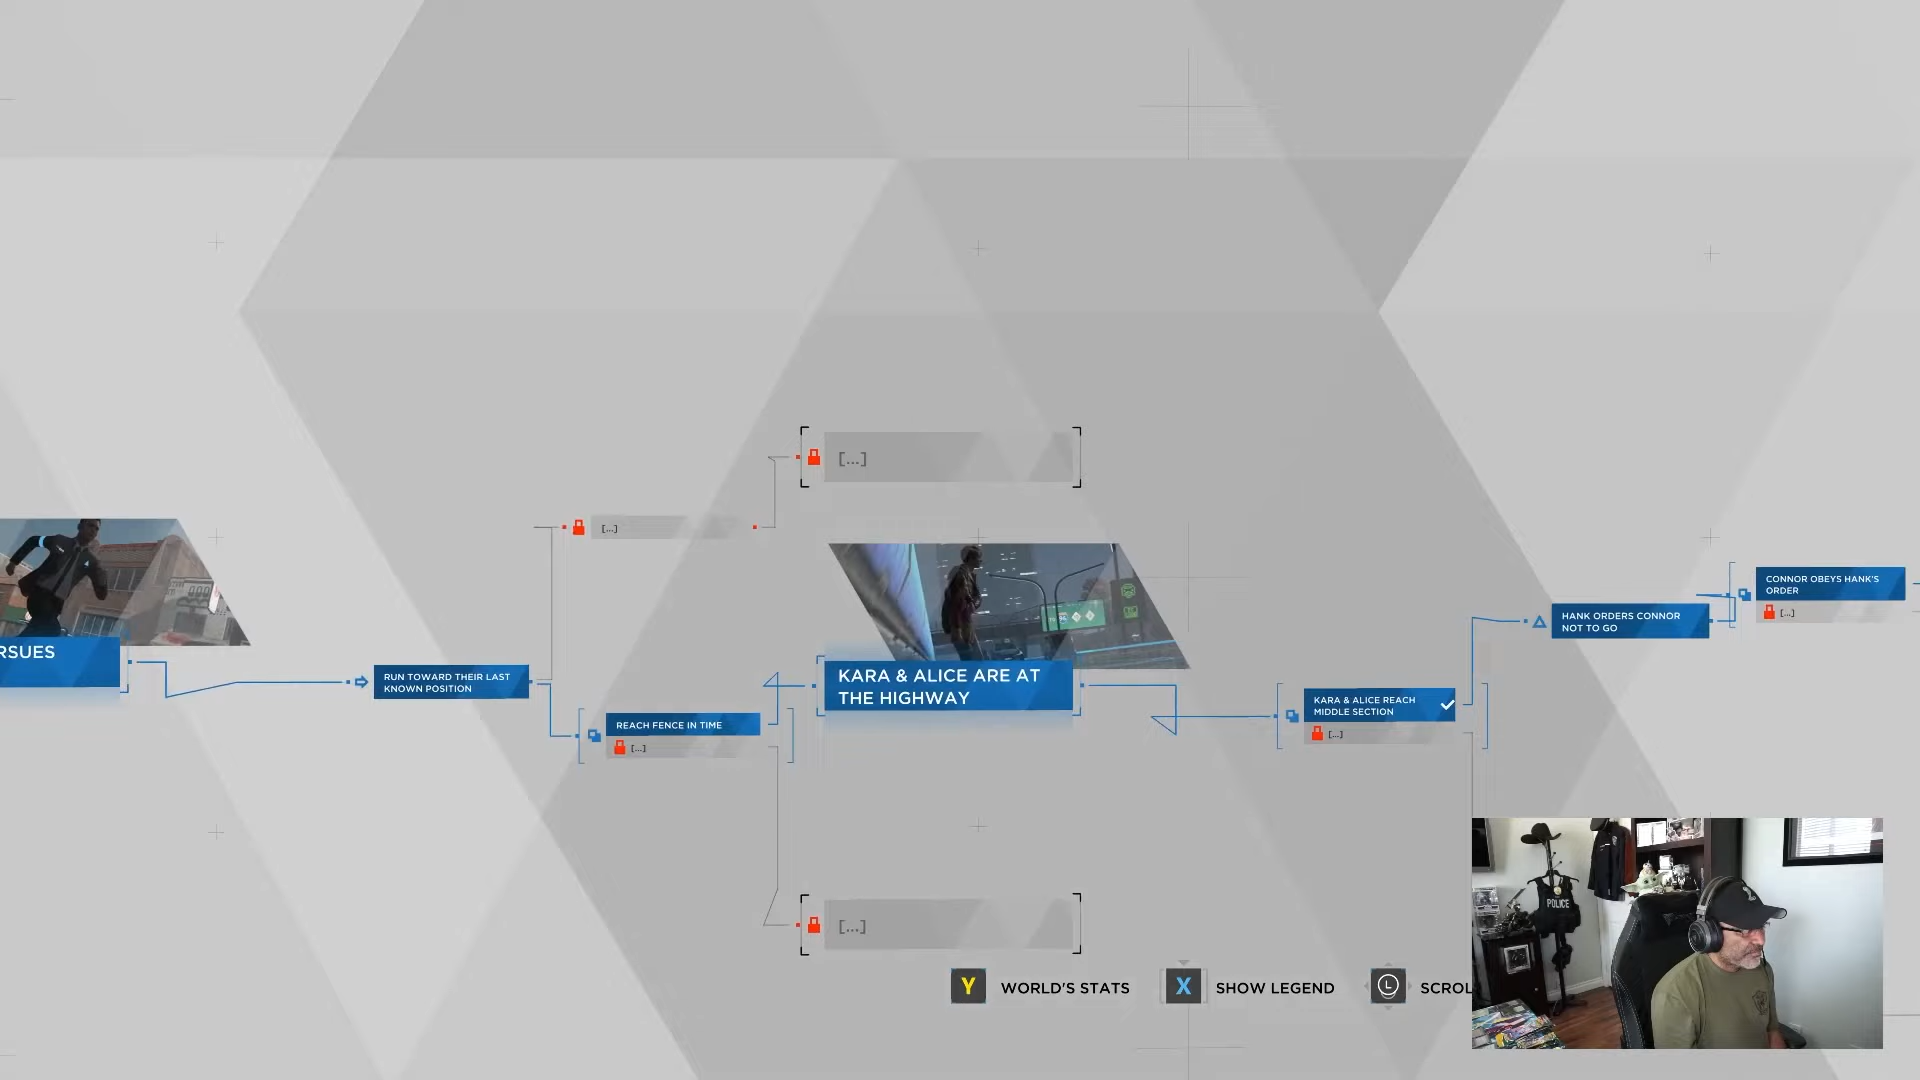 [...]
[...]
RSUES
RUN TOWARD THEIR LAST
KNOWN POSITION
REACH FENCE IN TIME
[...]
KARA & ALICE ARE AT
THE HIGHWAY
KARA & ALICE REACH
MIDDLE SECTION
[...]
HANK ORDERS CONNOR
NOT TO GO
CONNOR OBEYS HANK'S
ORDER
[...]
[...]
Y WORLD'S STATS
X SHOW LEGEND
L SCROL
POLICE